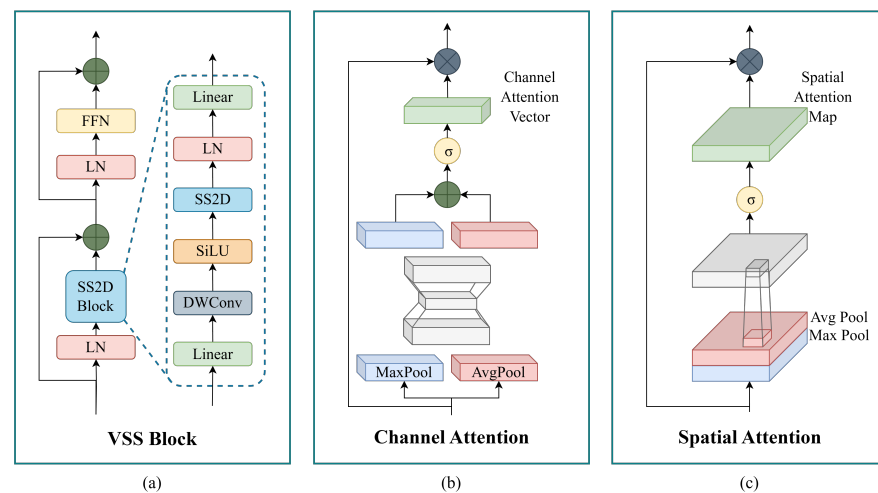 FFN
LN
SS2D
Block
LN
Linear
LN
SS2D
SiLU
DWConv
Linear
VSS Block
(a)
Channel
Attention
Vector
σ
MaxPool
AvgPool
Channel Attention
(b)
Spatial
Attention
Map
σ
Avg Pool
Max Pool
Spatial Attention
(c)